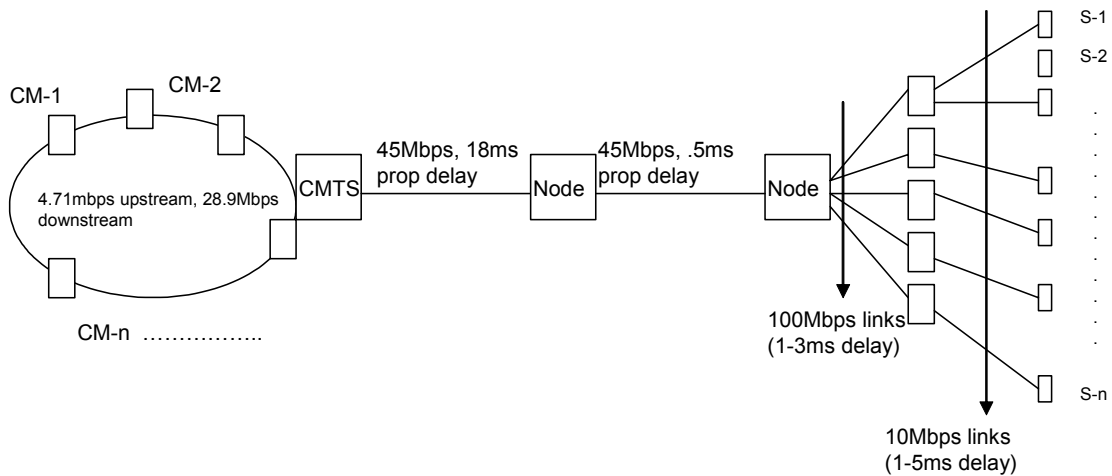 S-1
S-2
CM-1
CM-2
45Mbps, 18ms
prop delay
45Mbps, .5ms
prop delay
CMTS
Node
Node
4.71mbps upstream, 28.9Mbps
downstream
CM-n ……………..
100Mbps links
(1-3ms delay)
S-n
10Mbps links
(1-5ms delay)